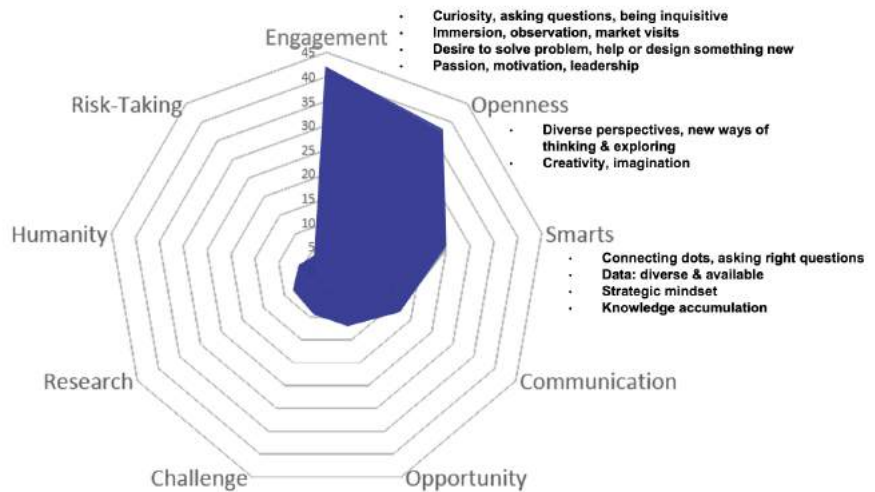 Engagement
• Curiosity, asking questions, being inquisitive
• Immersion, observation, market visits
• Desire to solve problem, help or design something new
• Passion, motivation, leadership
Openness
• Diverse perspectives, new ways of
thinking & exploring
• Creativity, imagination
Smarts
• Connecting dots, asking right questions
• Data: diverse & available
• Strategic mindset
• Knowledge accumulation
Communication
Opportunity
Challenge
Research
Humanity
Risk-Taking
45
40
35
30
25
20
15
10
5